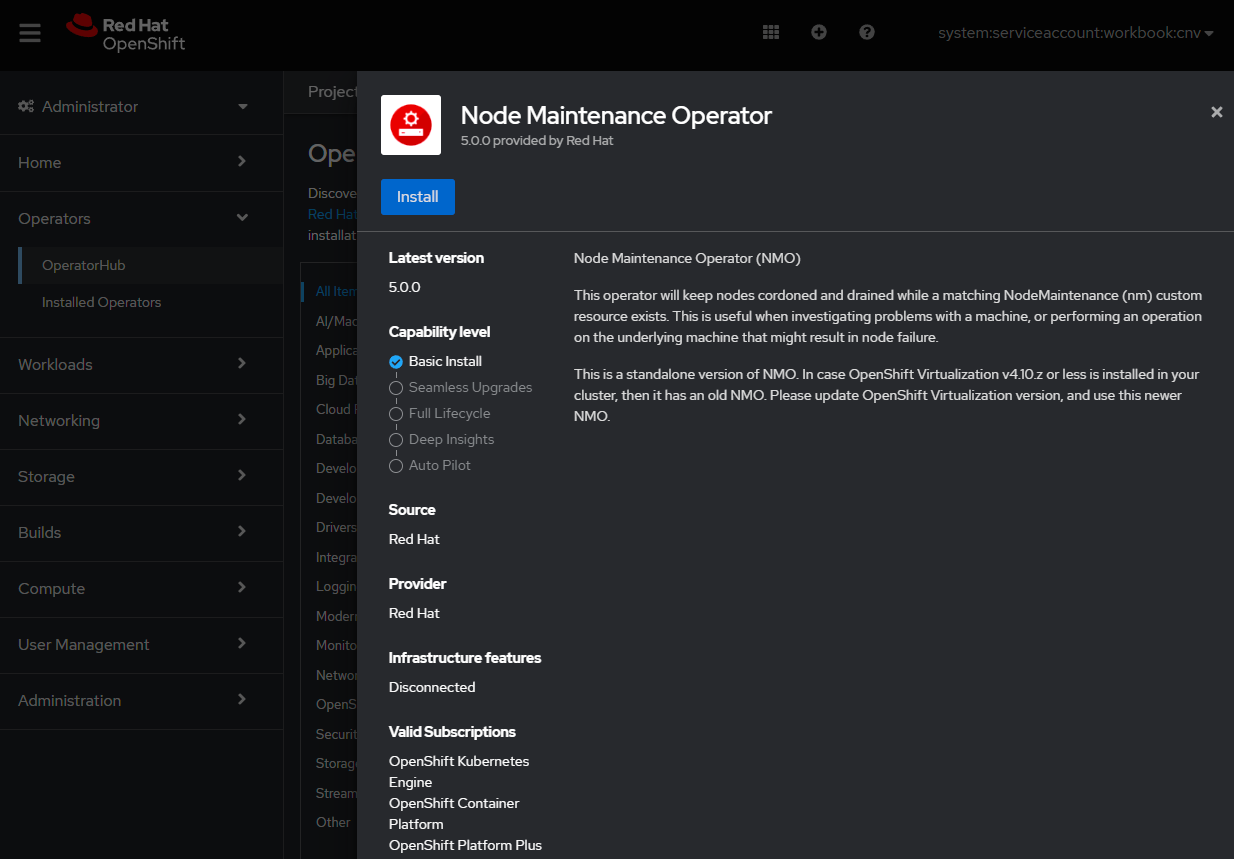 Red Hat
OpenShift
system:serviceaccount:workbook:cnv
Administrator
Home
Operators
OperatorHub
Installed Operators
Workloads
Networking
Storage
Builds
Compute
User Management
Administration
Project
Ope
Discove
Red Hat
installat
All Item
AI/Mac
Applica
Big Dat
Cloud
Databa
Develo
Develo
Drivers
Integra
Loggin
Modern
Monito
Networ
OpenS
Securit
Storag
Stream
Other
Node Maintenance Operator
5.0.0 provided by Red Hat
Install
Latest version
5.0.0
Capability level
Basic Install
Seamless Upgrades
Full Lifecycle
Deep Insights
Auto Pilot
Source
Red Hat
Provider
Red Hat
Infrastructure features
Disconnected
Valid Subscriptions
OpenShift Kubernetes
Engine
OpenShift Container
Platform
OpenShift Platform Plus
Node Maintenance Operator (NMO)
This operator will keep nodes cordoned and drained while a matching NodeMaintenance (nm) custom
resource exists. This is useful when investigating problems with a machine, or performing an operation
on the underlying machine that might result in node failure.
This is a standalone version of NMO. In case OpenShift Virtualization v4.10.z or less is installed in your
cluster, then it has an old NMO. Please update OpenShift Virtualization version, and use this newer
NMO.